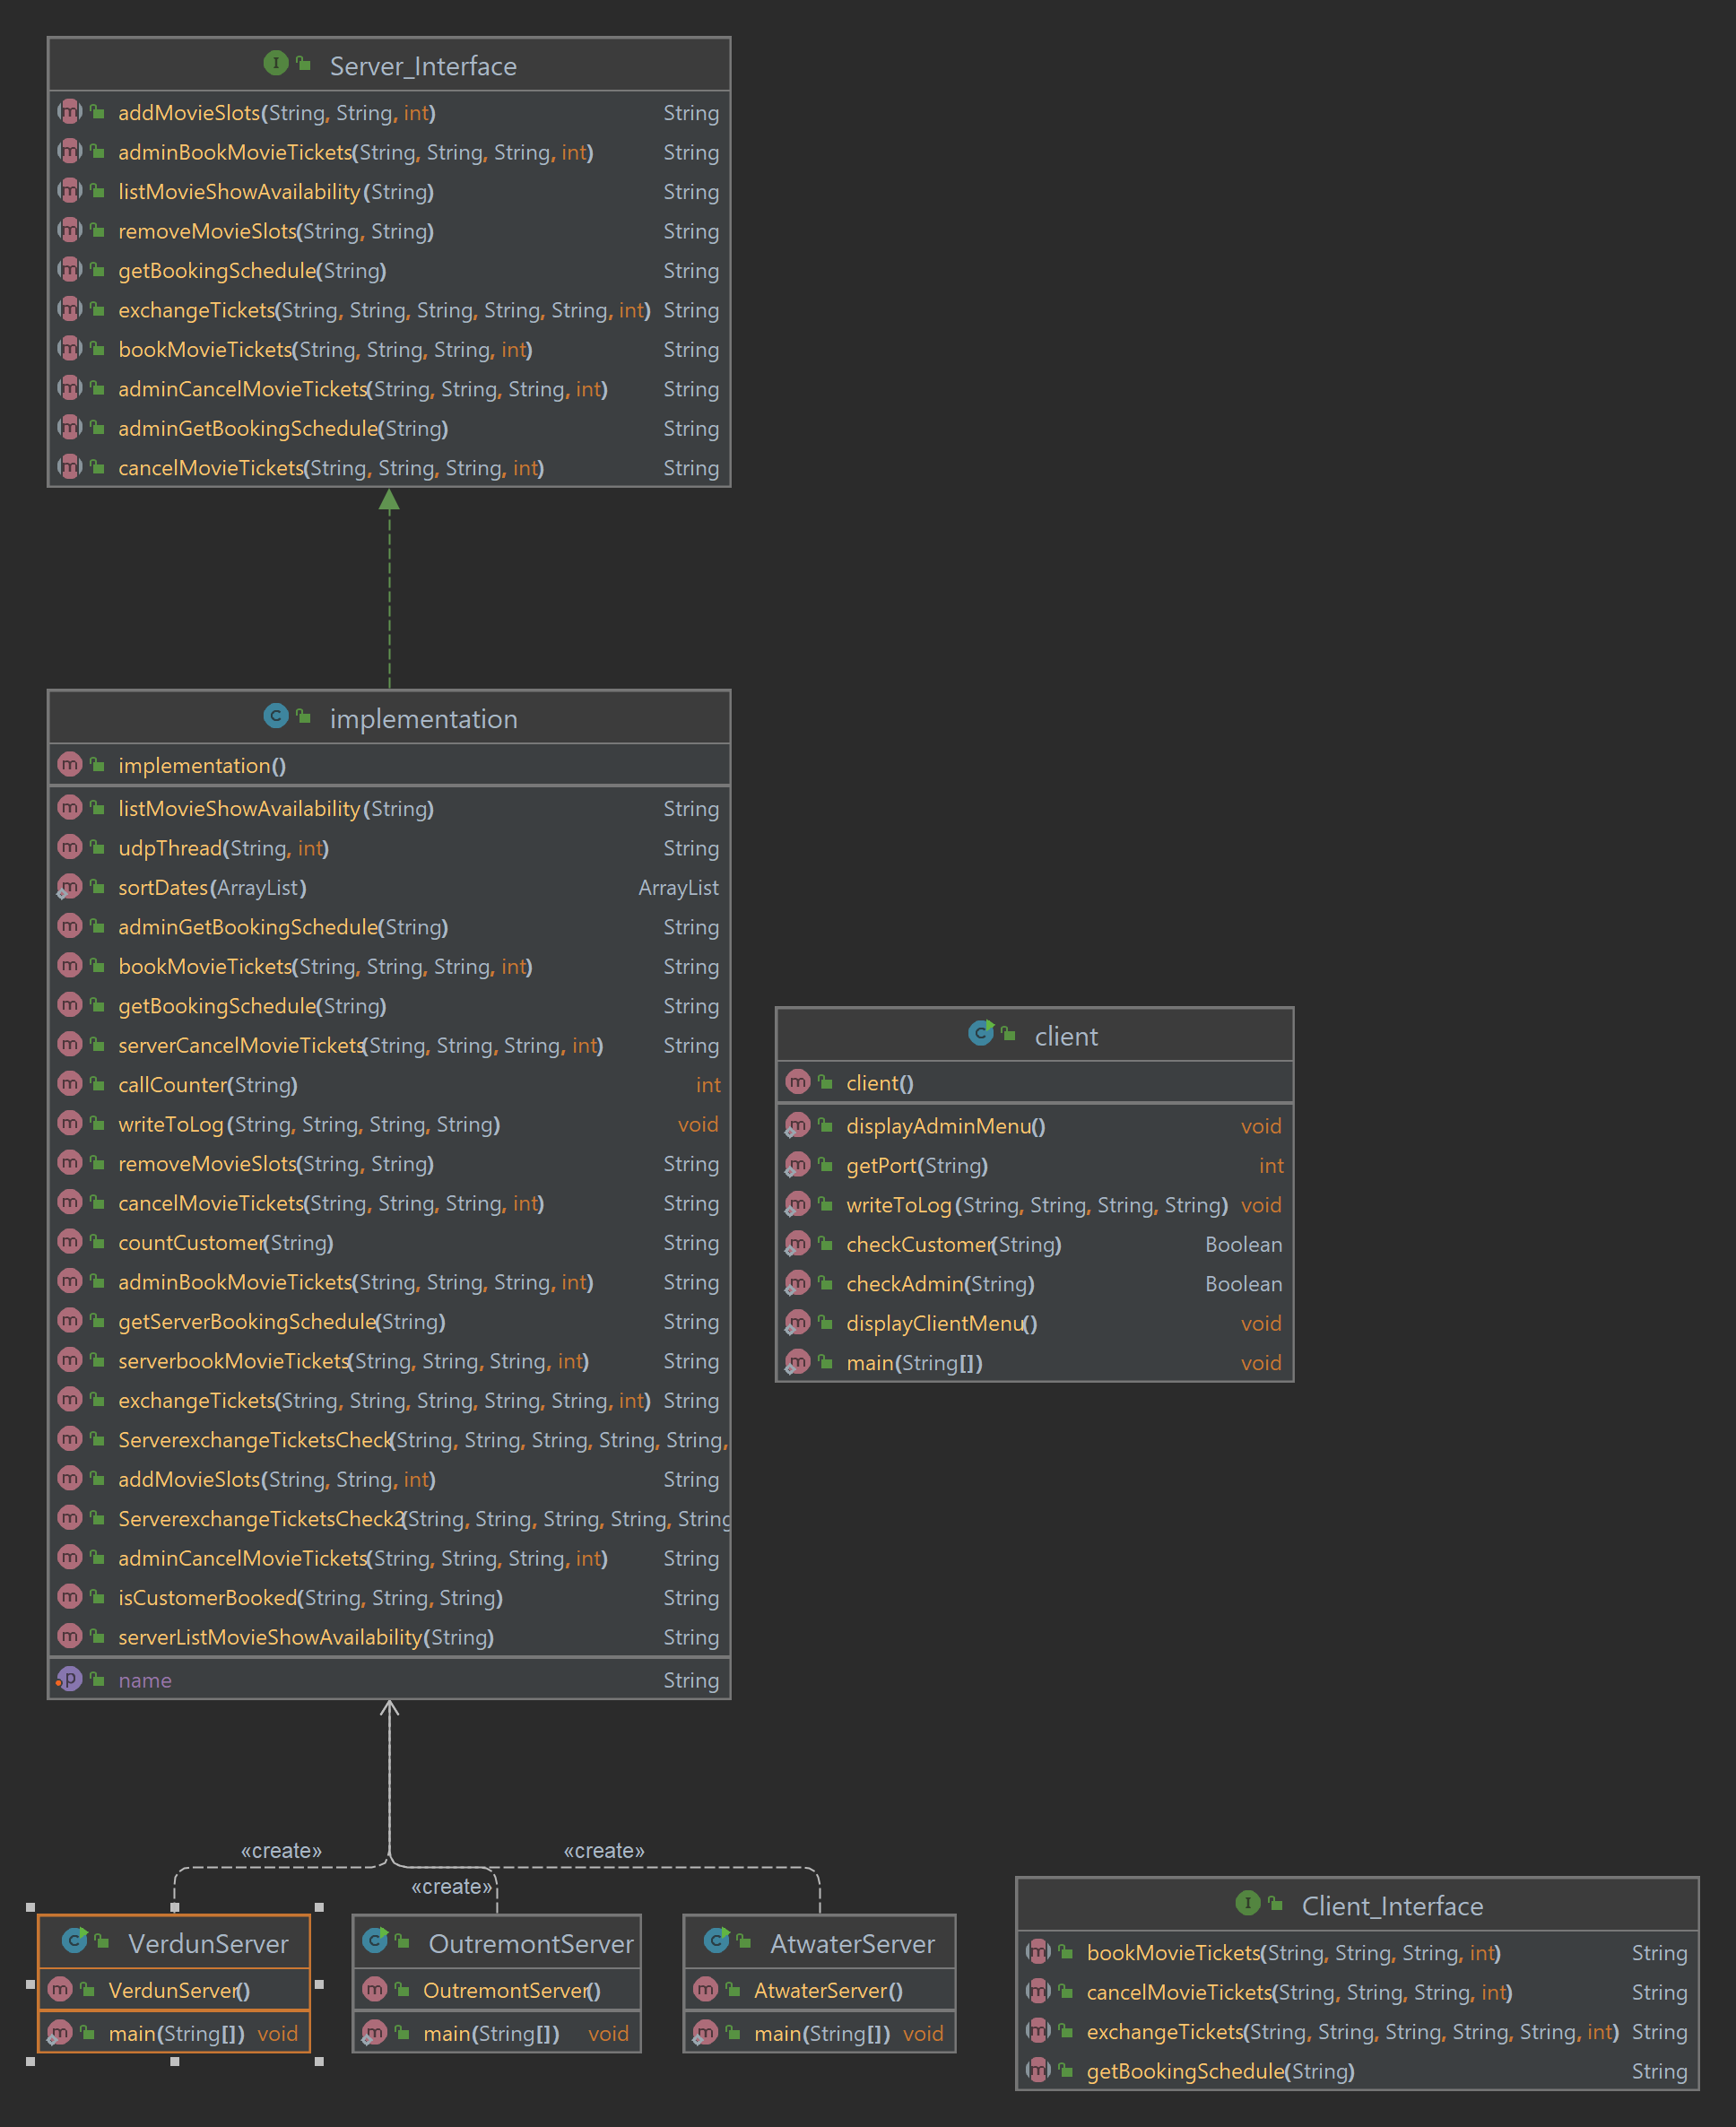 Server_Interface
addMovieSlots(String, String, int) String
adminBookMovieTickets(String, String, String, int) String
listMovieShowAvailability(String) String
removeMovieSlots(String, String) String
getBookingSchedule(String) String
exchangeTickets(String, String, String, String, String, int) String
bookMovieTickets(String, String, String, int) String
adminCancelMovieTickets(String, String, String, int) String
adminGetBookingSchedule(String) String
cancelMovieTickets(String, String, String, int) String
implementation
implementation()
listMovieShowAvailability(String) String
udpThread(String, int) String
sortDates(ArrayList) ArrayList
adminGetBookingSchedule(String) String
bookMovieTickets(String, String, String, int) String
getBookingSchedule(String) String
serverCancelMovieTickets(String, String, String, int) String
callCounter(String) int
writeToLog(String, String, String, String) void
removeMovieSlots(String, String) String
cancelMovieTickets(String, String, String, int) String
countCustomer(String) String
adminBookMovieTickets(String, String, String, int) String
getServerBookingSchedule(String) String
serverbookMovieTickets(String, String, String, int) String
exchangeTickets(String, String, String, String, String, int) String
ServerexchangeTicketsCheck(String, String, String, String, String,
addMovieSlots(String, String, int) String
ServerexchangeTicketsCheck2(String, String, String, String, String
adminCancelMovieTickets(String, String, String, int) String
isCustomerBooked(String, String, String) String
serverListMovieShowAvailability(String) String
name String
client
client()
displayAdminMenu() void
getPort(String) int
writeToLog(String, String, String, String) void
checkCustomer(String) Boolean
checkAdmin(String) Boolean
displayClientMenu() void
main(String[]) void
«create»
«create»
«create»
VerdunServer
VerdunServer()
main(String[]) void
OutremontServer
OutremontServer()
main(String[]) void
AtwaterServer
AtwaterServer()
main(String[]) void
Client_Interface
bookMovieTickets(String, String, String, int) String
cancelMovieTickets(String, String, String, int) String
exchangeTickets(String, String, String, String, String, int) String
getBookingSchedule(String) String